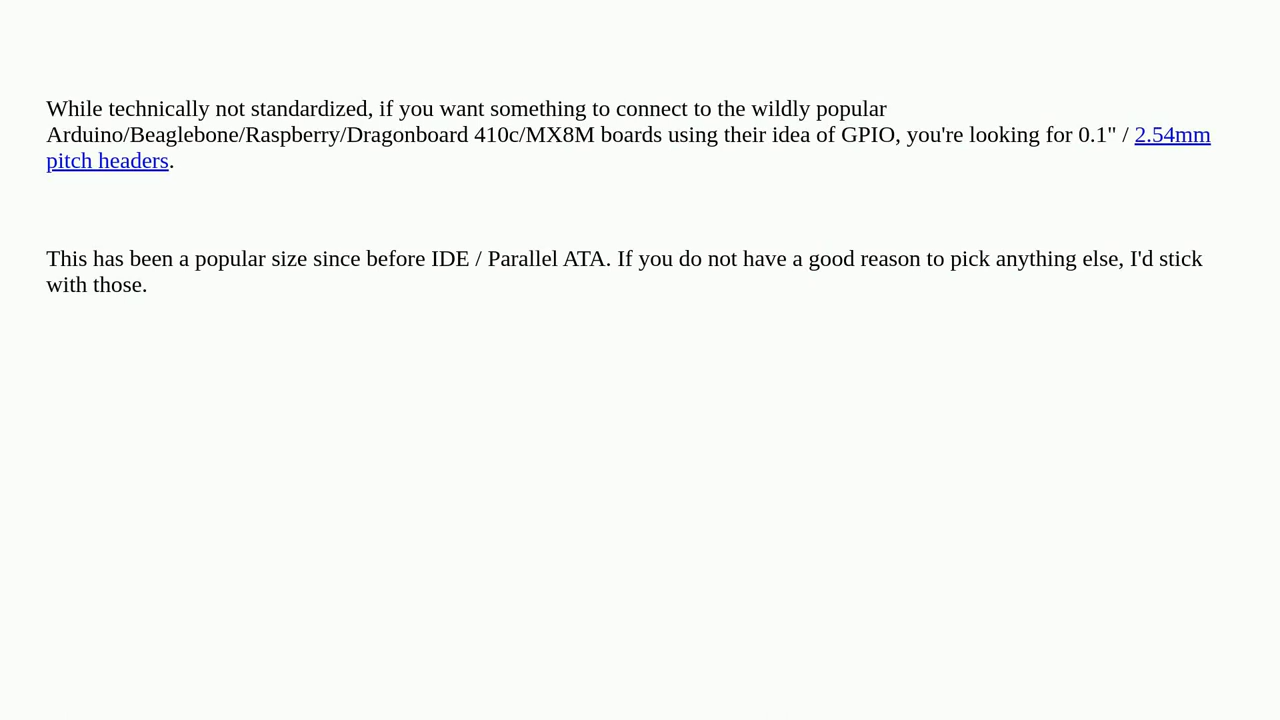 While technically not standardized, if you want something to connect to the wildly popular
Arduino/Beaglebone/Raspberry/Dragonboard 410c/MX8M boards using their idea of GPIO, you're looking for 0.1" / 2.54mm
pitch headers.
This has been a popular size since before IDE / Parallel ATA. If you do not have a good reason to pick anything else, I'd stick
with those.